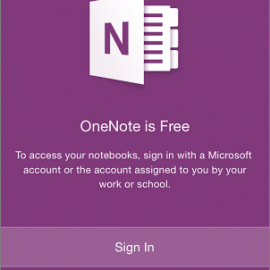 N
OneNote is Free
To access your notebooks, sign in with a Microsoft
account or the account assigned to you by your
work or school.
Sign In